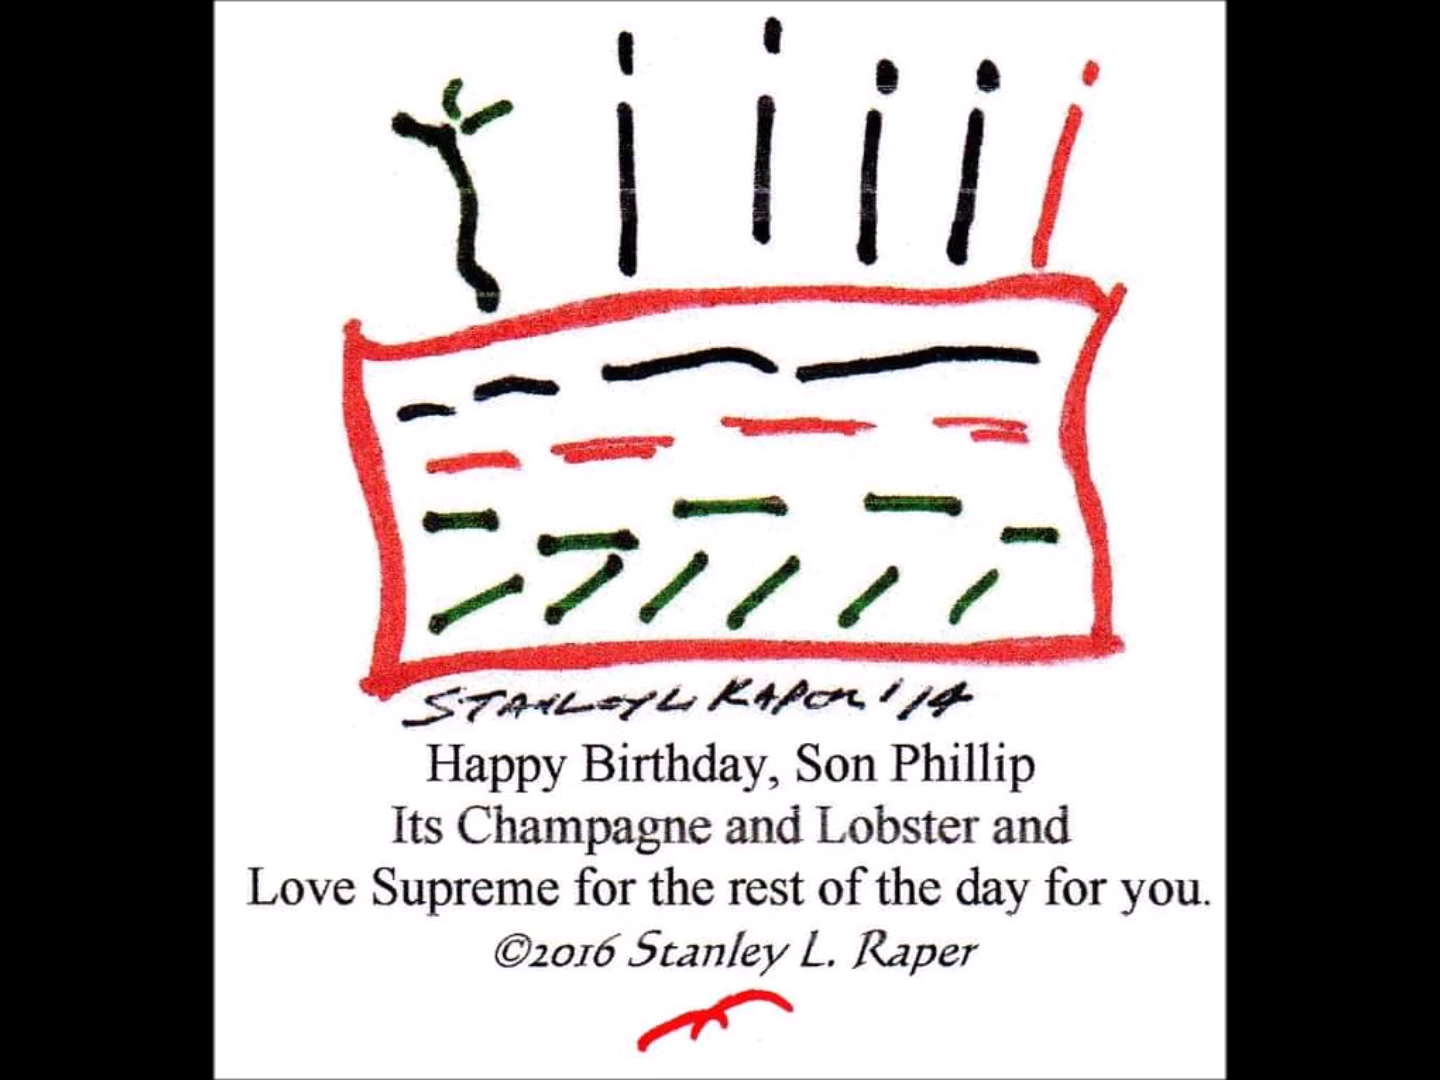 STANLEY L RAPER '14
Happy Birthday, Son Phillip
Its Champagne and Lobster and
Love Supreme for the rest of the day for you.
©2016 Stanley L. Raper